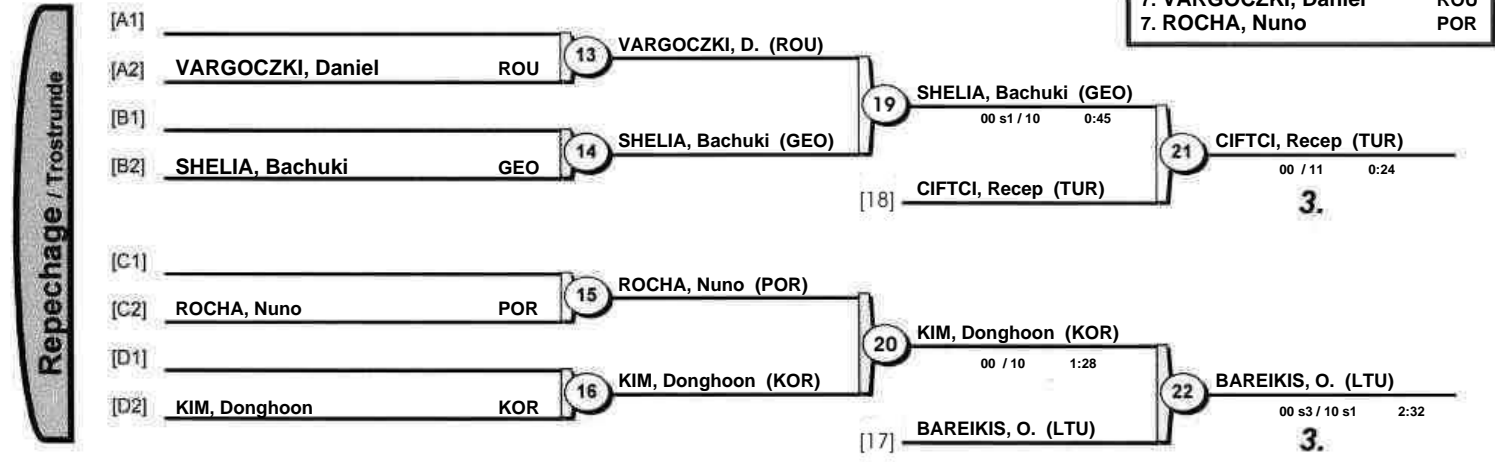 7. VARGOCZKI, Daniel ROU
7. ROCHA, Nuno POR
Repechage / Trostrunde
[A1]
[A2] VARGOCZKI, Daniel ROU
13 VARGOCZKI, D. (ROU)
[B1]
[B2] SHELIA, Bachuki GEO
14 SHELIA, Bachuki (GEO)
19 SHELIA, Bachuki (GEO)
00 s1 / 10 0:45
[18] CIFTCI, Recep (TUR)
21 CIFTCI, Recep (TUR)
00 / 11 0:24
3.
[C1]
[C2] ROCHA, Nuno POR
15 ROCHA, Nuno (POR)
[D1]
[D2] KIM, Donghoon KOR
16 KIM, Donghoon (KOR)
20 KIM, Donghoon (KOR)
00 / 10 1:28
[17] BAREIKIS, O. (LTU)
22 BAREIKIS, O. (LTU)
00 s3 / 10 s1 2:32
3.